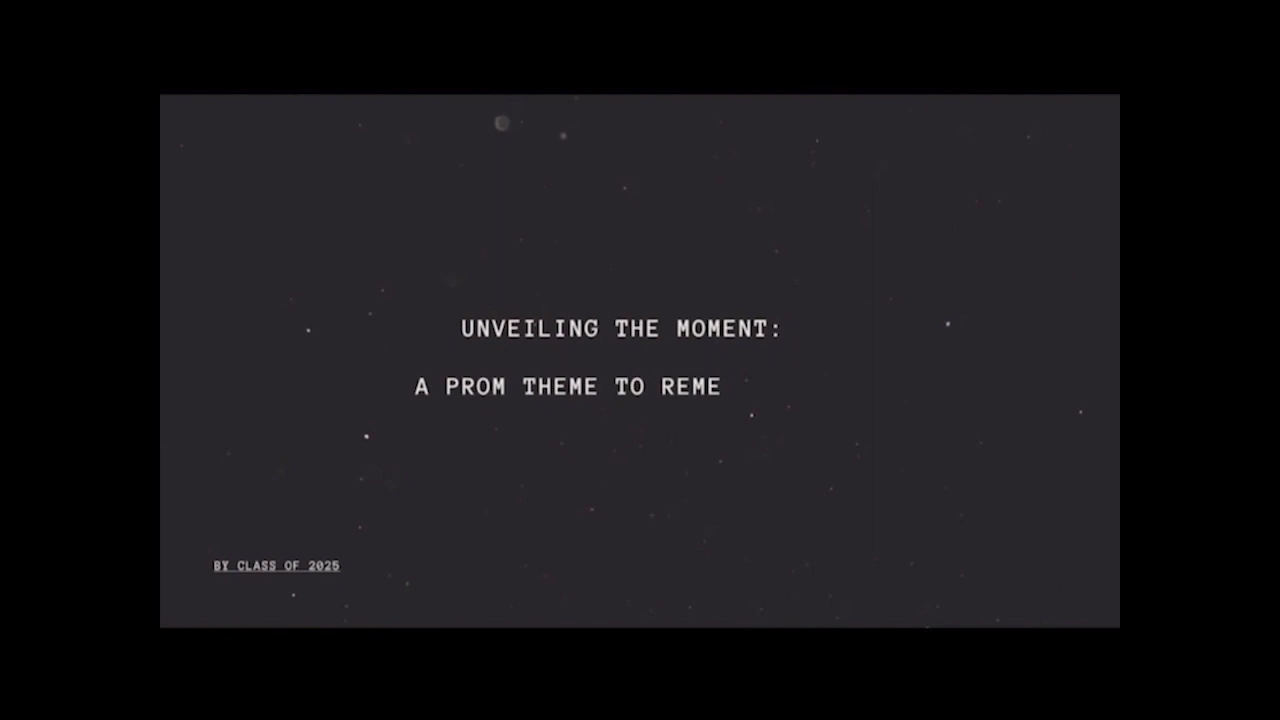 UNVEILING THE MOMENT:
A PROM THEME TO REME
BY CLASS OF 2025